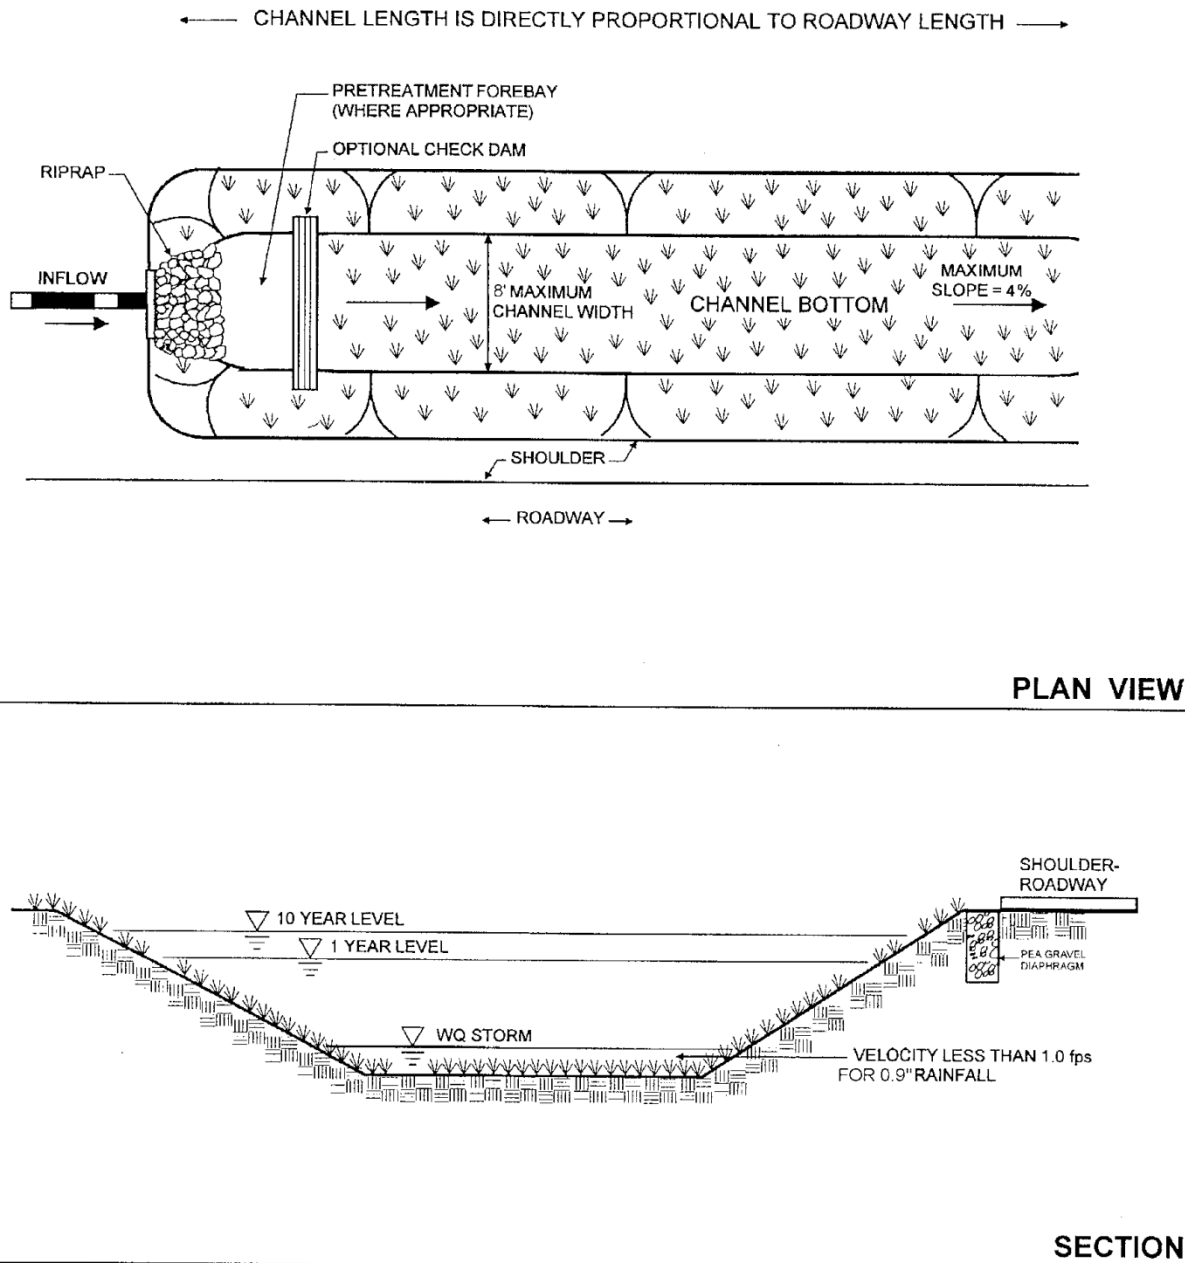 CHANNEL LENGTH IS DIRECTLY PROPORTIONAL TO ROADWAY LENGTH
PRETREATMENT FOREBAY
(WHERE APPROPRIATE)
OPTIONAL CHECK DAM
RIPRAP
INFLOW
8' MAXIMUM
CHANNEL WIDTH
CHANNEL BOTTOM
MAXIMUM
SLOPE = 4%
SHOULDER
ROADWAY
PLAN VIEW
SHOULDER-
ROADWAY
10 YEAR LEVEL
1 YEAR LEVEL
PEA GRAVEL
DIAPHRAGM
WQ STORM
VELOCITY LESS THAN 1.0 fps
FOR 0.9" RAINFALL
SECTION